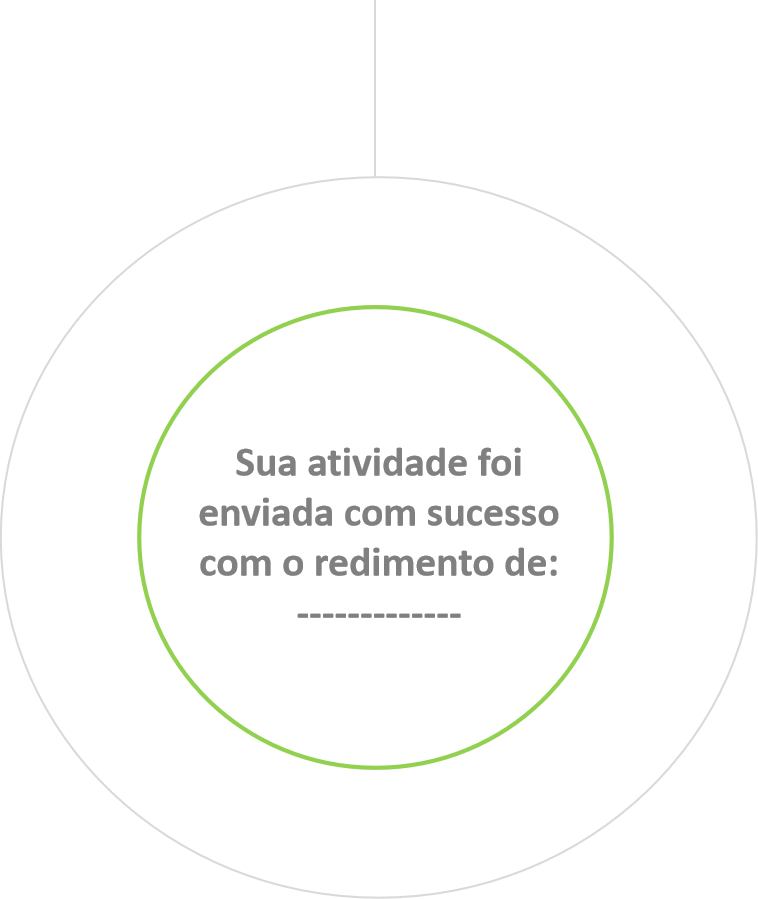 Sua atividade foi
enviada com sucesso
com o redimento de:
-------------